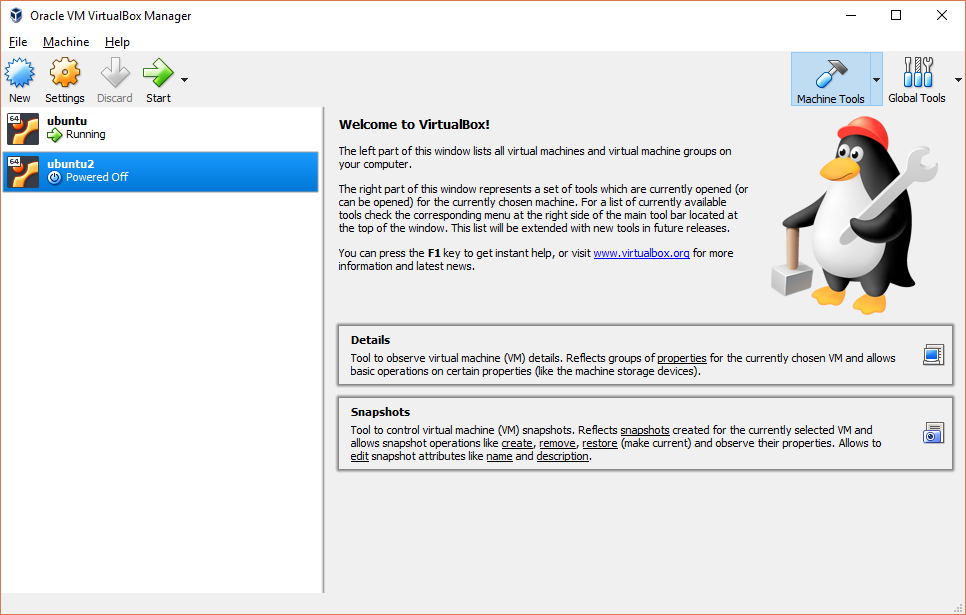 Oracle VM VirtualBox Manager
File Machine Help
New Settings Discard Start Machine Tools Global Tools
64 ubuntu
Running
64 ubuntu2
Powered Off
Welcome to VirtualBox!
The left part of this window lists all virtual machines and virtual machine groups on
your computer.
The right part of this window represents a set of tools which are currently opened (or
can be opened) for the currently chosen machine. For a list of currently available
tools check the corresponding menu at the right side of the main tool bar located at
the top of the window. This list will be extended with new tools in future releases.
You can press the F1 key to get instant help, or visit www.virtualbox.org for more
information and latest news.
Details
Tool to observe virtual machine (VM) details. Reflects groups of properties for the currently chosen VM and allows
basic operations on certain properties (like the machine storage devices).
Snapshots
Tool to control virtual machine (VM) snapshots. Reflects snapshots created for the currently selected VM and
allows snapshot operations like create, remove, restore (make current) and observe their properties. Allows to
edit snapshot attributes like name and description.